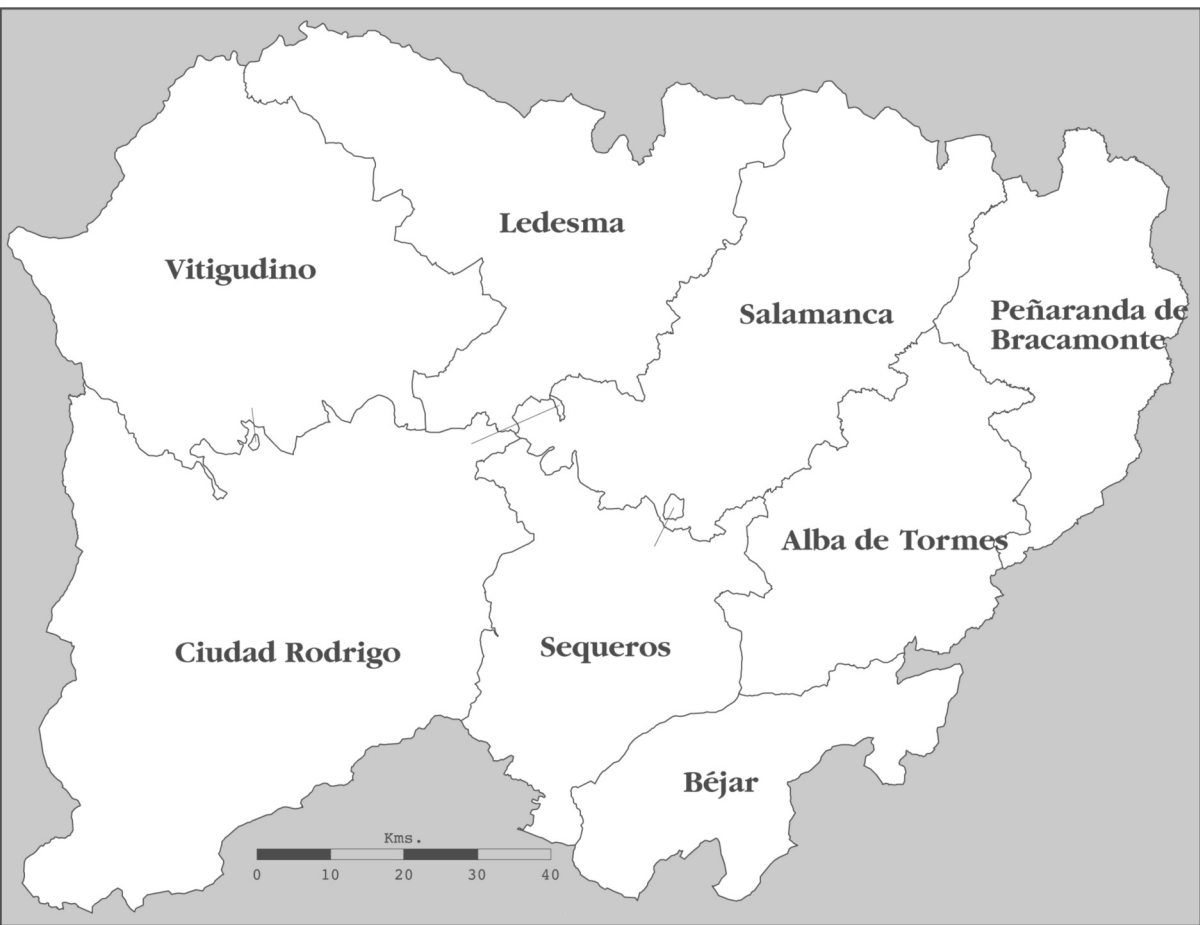 Ledesma
Vitigudino
Salamanca
Peñaranda de
Bracamonte
Alba de Tormes
Sequeros
Ciudad Rodrigo
Béjar
Kms.
0 10 20 30 40